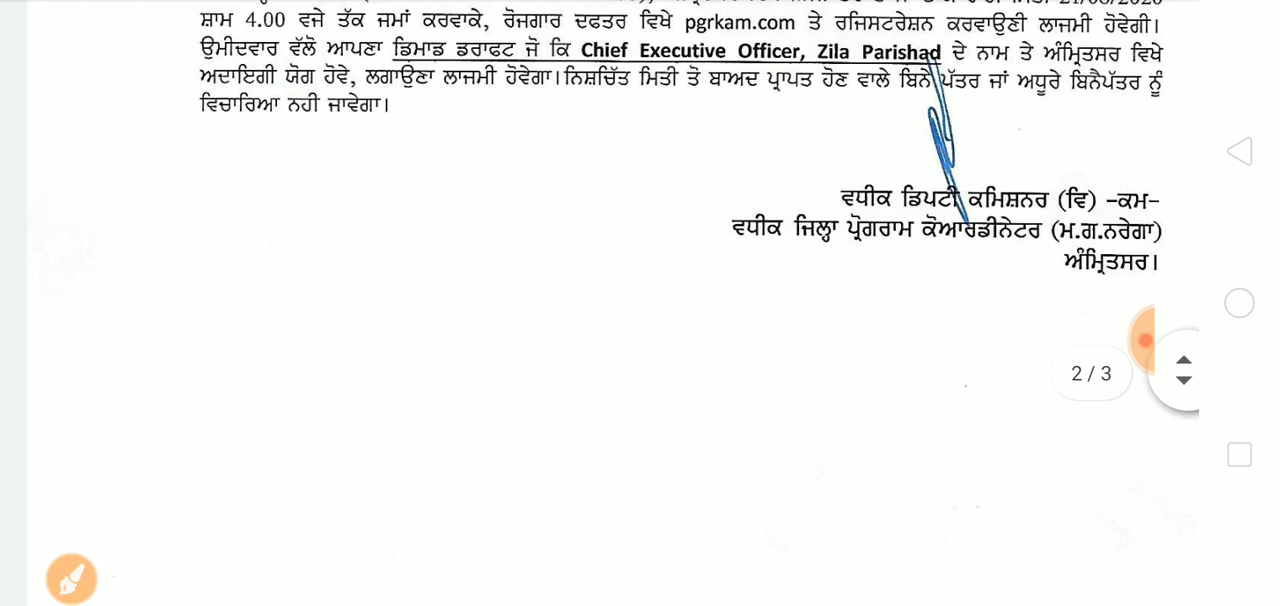 ਸ਼ਾਮ 4.00 ਵਜੇ ਤੱਕ ਜਮਾਂ ਕਰਵਾਕੇ, ਰੋਜਗਾਰ ਦਫਤਰ ਵਿਖੇ pgrkam.com ਤੇ ਰਜਿਸਟਰੇਸ਼ਨ ਕਰਵਾਉਣੀ ਲਾਜਮੀ ਹੋਵੇਗੀ।
ਉਮੀਦਵਾਰ ਵੱਲੋ ਆਪਣਾ ਡਿਮਾਡ ਡਰਾਫਟ ਜੋ ਕਿ Chief Executive Officer, Zila Parishad ਦੇ ਨਾਮ ਤੇ ਅੰਮ੍ਰਿਤਸਰ ਵਿਖੇ
ਅਦਾਇਗੀ ਯੋਗ ਹੋਵੇ, ਲਗਾਉਣਾ ਲਾਜਮੀ ਹੋਵੇਗਾ। ਨਿਸ਼ਚਿੱਤ ਮਿਤੀ ਤੋ ਬਾਅਦ ਪ੍ਰਾਪਤ ਹੋਣ ਵਾਲੇ ਬਿਨੇ ਪੱਤਰ ਜਾਂ ਅਧੂਰੇ ਬਿਨੈਪੱਤਰ ਨੂੰ
ਵਿਚਾਰਿਆ ਨਹੀ ਜਾਵੇਗਾ।
ਵਧੀਕ ਡਿਪਟੀ ਕਮਿਸ਼ਨਰ (ਵਿ) -ਕਮ-
ਵਧੀਕ ਜਿਲ੍ਹਾ ਪ੍ਰੋਗਰਾਮ ਕੋਆਰਡੀਨੇਟਰ (ਮ.ਗ.ਨਰੇਗਾ)
ਅੰਮ੍ਰਿਤਸਰ।
2 / 3